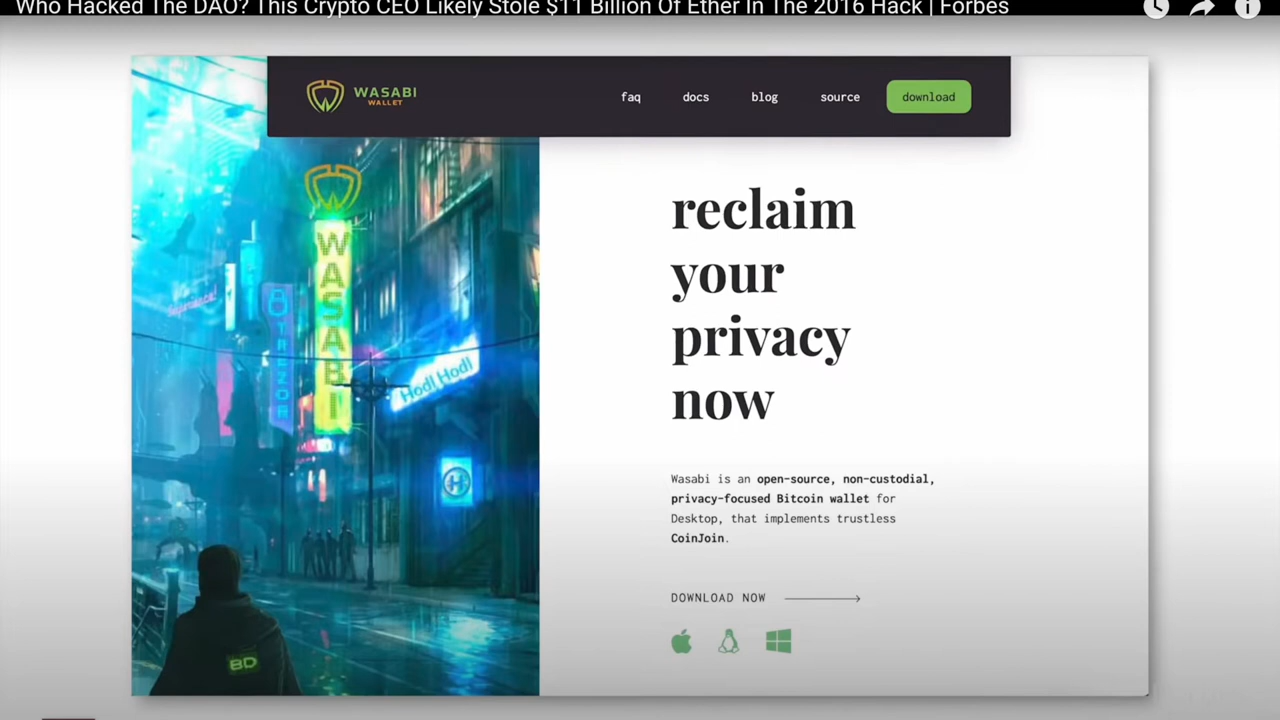 Who Hacked The DAO? This Crypto CEO Likely Stole $11 Billion Of Ether In The 2016 Hack | Forbes
WASABI
WALLET
faq
docs
blog
source
download
WASABI
TREZOR
Hodl Hodl
BD
reclaim
your
privacy
now
Wasabi is an open-source, non-custodial,
privacy-focused Bitcoin wallet for
Desktop, that implements trustless
CoinJoin.
DOWNLOAD NOW